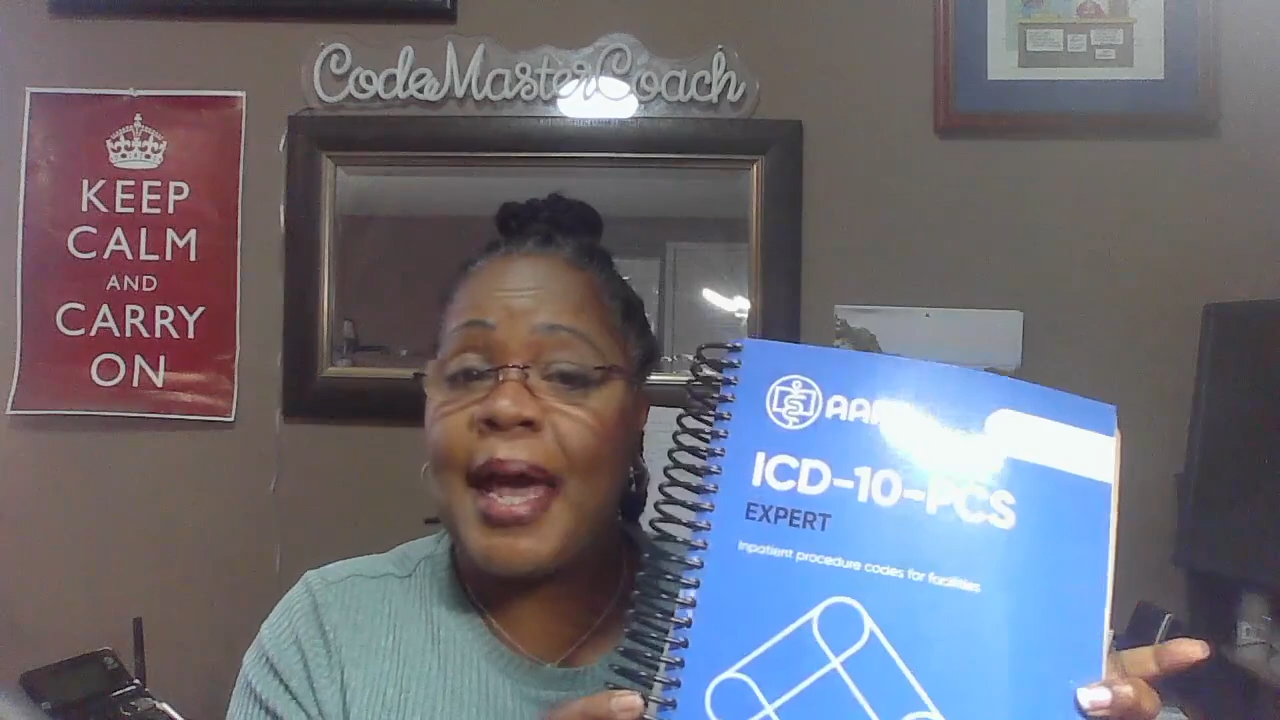 CodeMasterCoach
KEEP
CALM
AND
CARRY
ON
ICD-10-PCS
EXPERT
Inpatient procedure codes for facilities